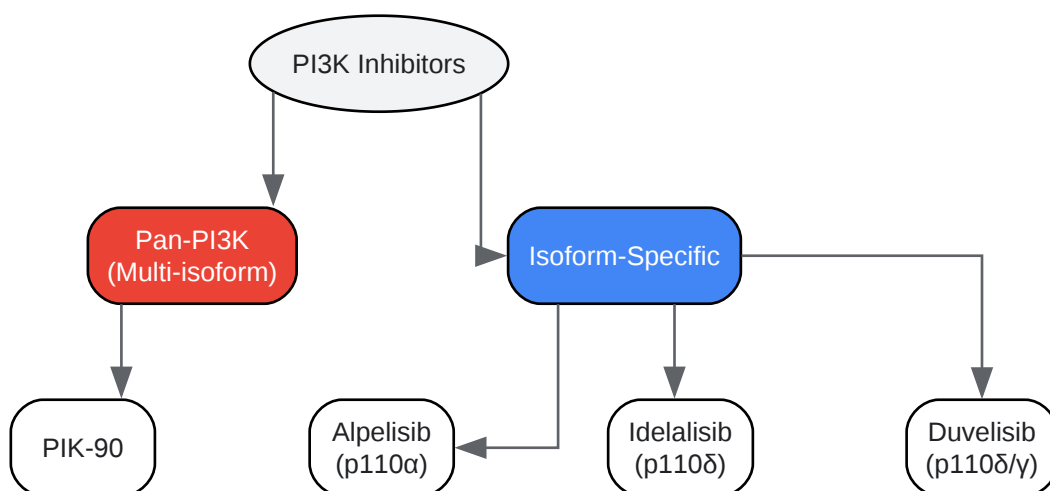 PI3K Inhibitors
Pan-PI3K
(Multi-isoform)
Isoform-Specific
PIK-90
Alpelisib
(p110α)
Idelalisib
(p110δ)
Duvelisib
(p110δ/γ)